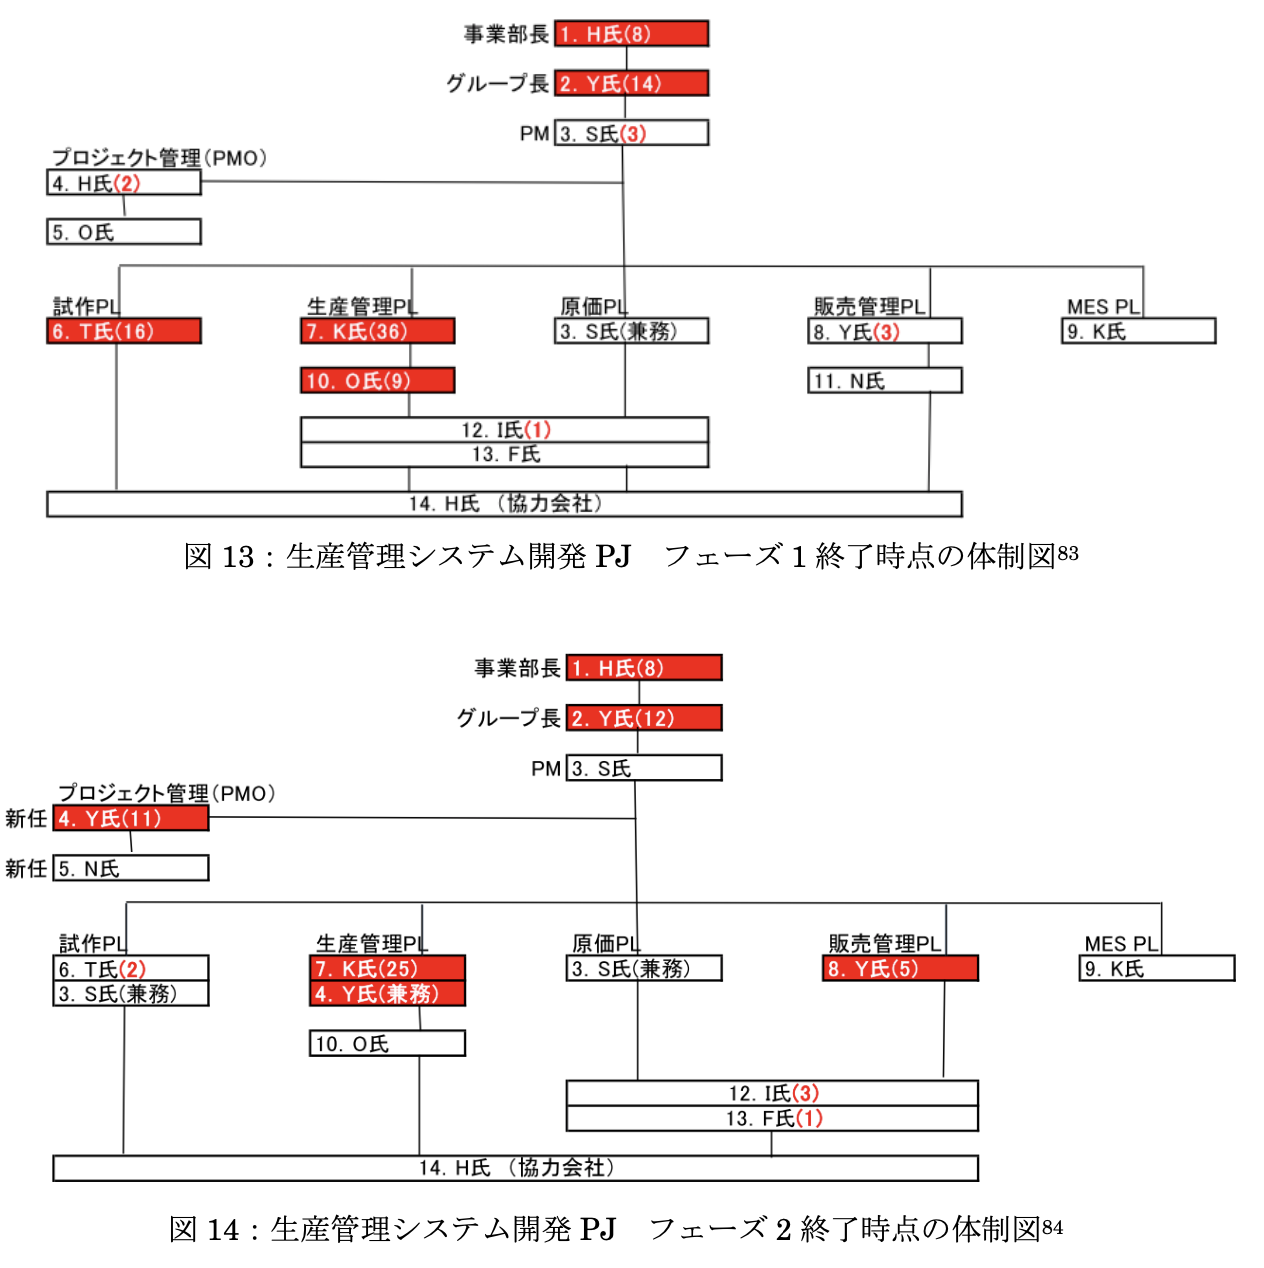 事業部長 1. H氏(8)
グループ長 2. Y氏(14)
PM 3. S氏(3)
プロジェクト管理(PMO)
4. H氏(2)
5. O氏
試作PL 生産管理PL 原価PL 販売管理PL MES PL
6. T氏(16) 7. K氏(36) 3. S氏(兼務) 8. Y氏(3) 9. K氏
10. O氏(9) 11. N氏
12. I氏(1)
13. F氏
14. H氏 (協力会社)
図 13：生産管理システム開発 PJ　フェーズ 1 終了時点の体制図83
事業部長 1. H氏(8)
グループ長 2. Y氏(12)
PM 3. S氏
プロジェクト管理(PMO)
新任 4. Y氏(11)
新任 5. N氏
試作PL 生産管理PL 原価PL 販売管理PL MES PL
6. T氏(2) 7. K氏(25) 3. S氏(兼務) 8. Y氏(5) 9. K氏
3. S氏(兼務) 4. Y氏(兼務)
10. O氏
12. I氏(3)
13. F氏(1)
14. H氏 (協力会社)
図 14：生産管理システム開発 PJ　フェーズ 2 終了時点の体制図84